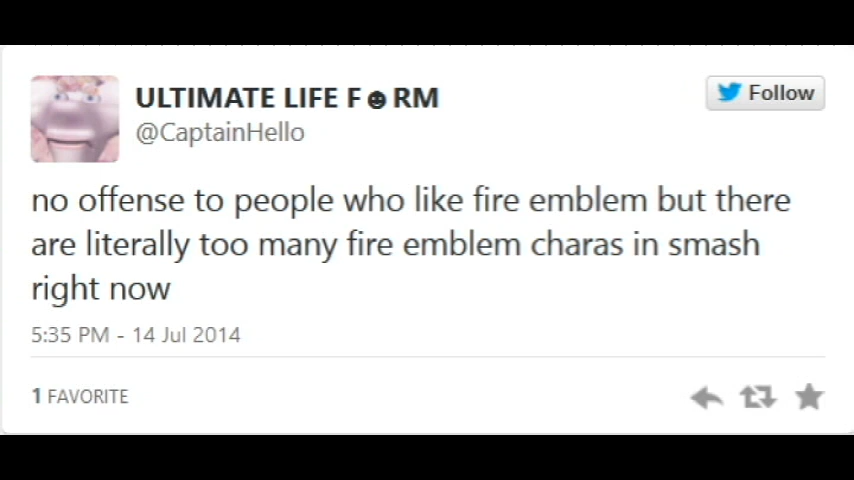 ULTIMATE LIFE F☻RM
Follow
@CaptainHello
no offense to people who like fire emblem but there
are literally too many fire emblem charas in smash
right now
5:35 PM - 14 Jul 2014
1 FAVORITE